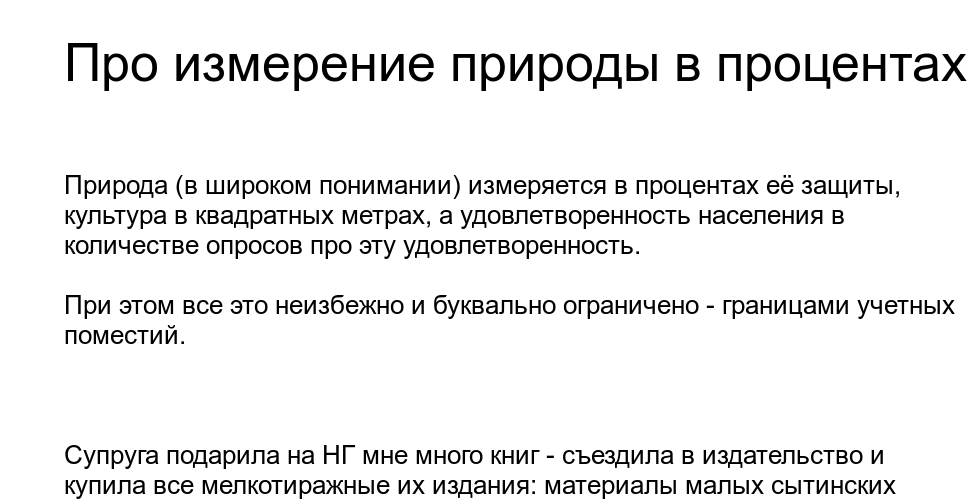 Про измерение природы в процентах
Природа (в широком понимании) измеряется в процентах её защиты,
культура в квадратных метрах, а удовлетворенность населения в
количестве опросов про эту удовлетворенность.
При этом все это неизбежно и буквально ограничено - границами учетных
поместий.
Супруга подарила на НГ мне много книг - съездила в издательство и
купила все мелкотиражные их издания: материалы малых сытинских